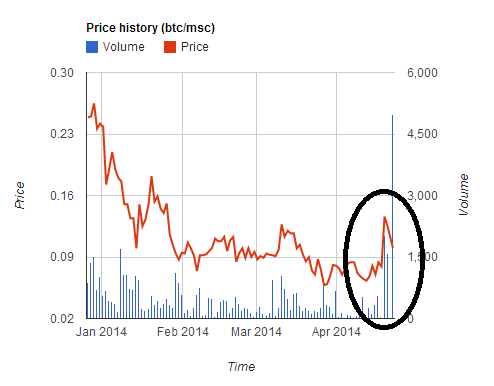 Price history (btc/msc)
Volume Price
0.30 6,000
0.23 4,500
0.16 3,000
0.09 1,500
0.02 0
Price
Volume
Jan 2014 Feb 2014 Mar 2014 Apr 2014
Time